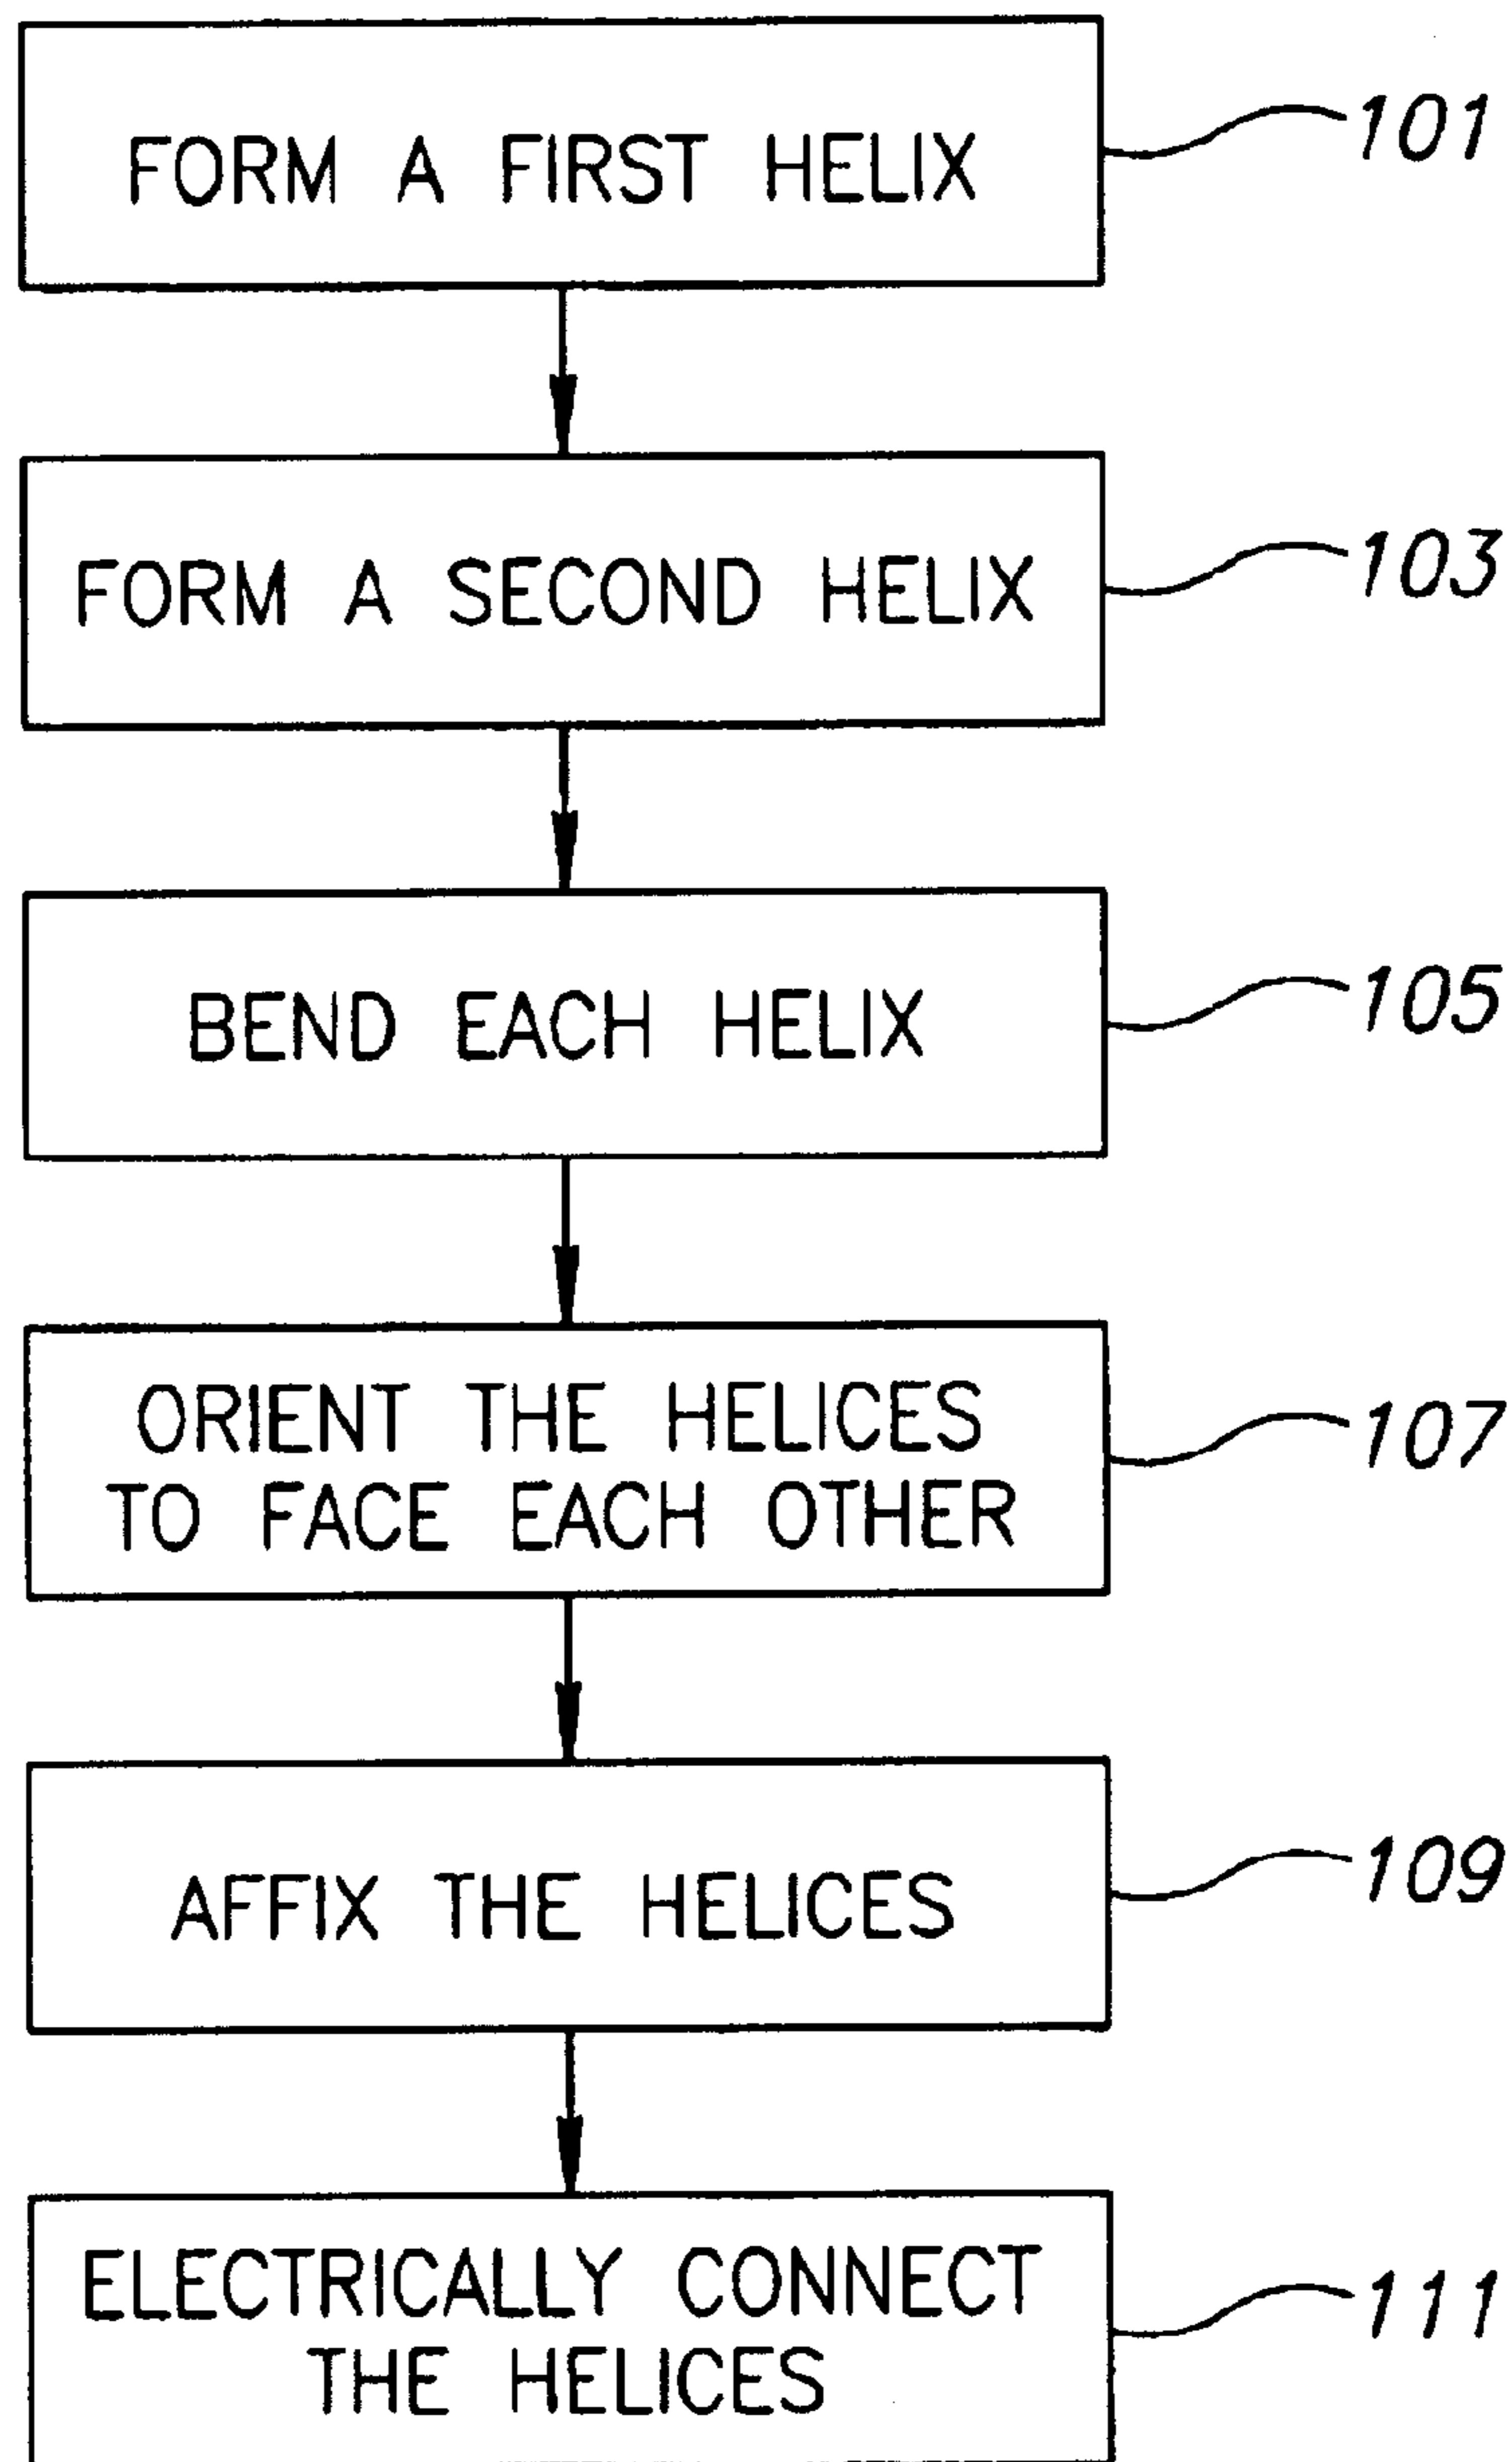 FORM A FIRST HELIX
101
FORM A SECOND HELIX
103
BEND EACH HELIX
105
ORIENT THE HELICES
TO FACE EACH OTHER
107
AFFIX THE HELICES
109
ELECTRICALLY CONNECT
THE HELICES
111